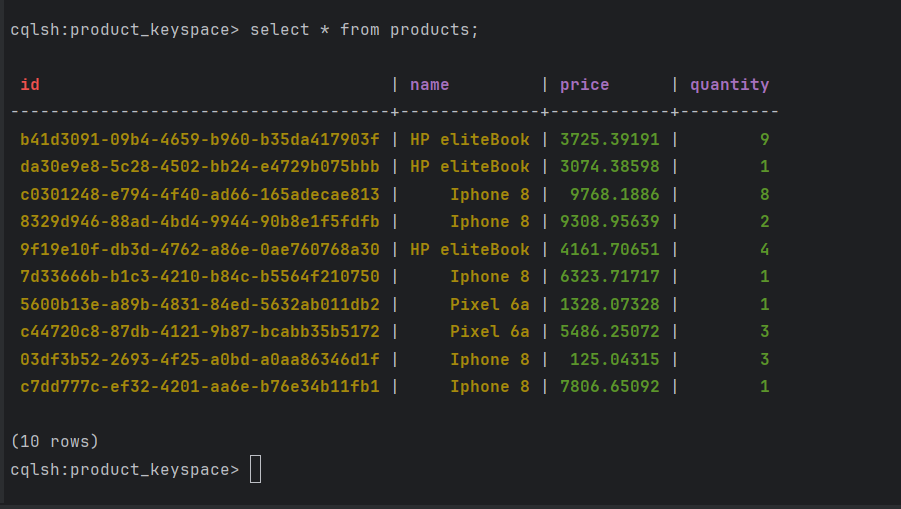 cqlsh:product_keyspace> select * from products;
id | name | price | quantity
--------------------------------------+--------------+------------+----------
b41d3091-09b4-4659-b960-b35da417903f | HP eliteBook | 3725.39191 | 9
da30e9e8-5c28-4502-bb24-e4729b075bbb | HP eliteBook | 3074.38598 | 1
c0301248-e794-4f40-ad66-165adecae813 | Iphone 8 | 9768.1886 | 8
8329d946-88ad-4bd4-9944-90b8e1f5fdfb | Iphone 8 | 9308.95639 | 2
9f19e10f-db3d-4762-a86e-0ae760768a30 | HP eliteBook | 4161.70651 | 4
7d33666b-b1c3-4210-b84c-b5564f210750 | Iphone 8 | 6323.71717 | 1
5600b13e-a89b-4831-84ed-5632ab011db2 | Pixel 6a | 1328.07328 | 1
c44720c8-87db-4121-9b87-bcabb35b5172 | Pixel 6a | 5486.25072 | 3
03df3b52-2693-4f25-a0bd-a0aa86346d1f | Iphone 8 | 125.04315 | 3
c7dd777c-ef32-4201-aa6e-b76e34b11fb1 | Iphone 8 | 7806.65092 | 1
(10 rows)
cqlsh:product_keyspace>